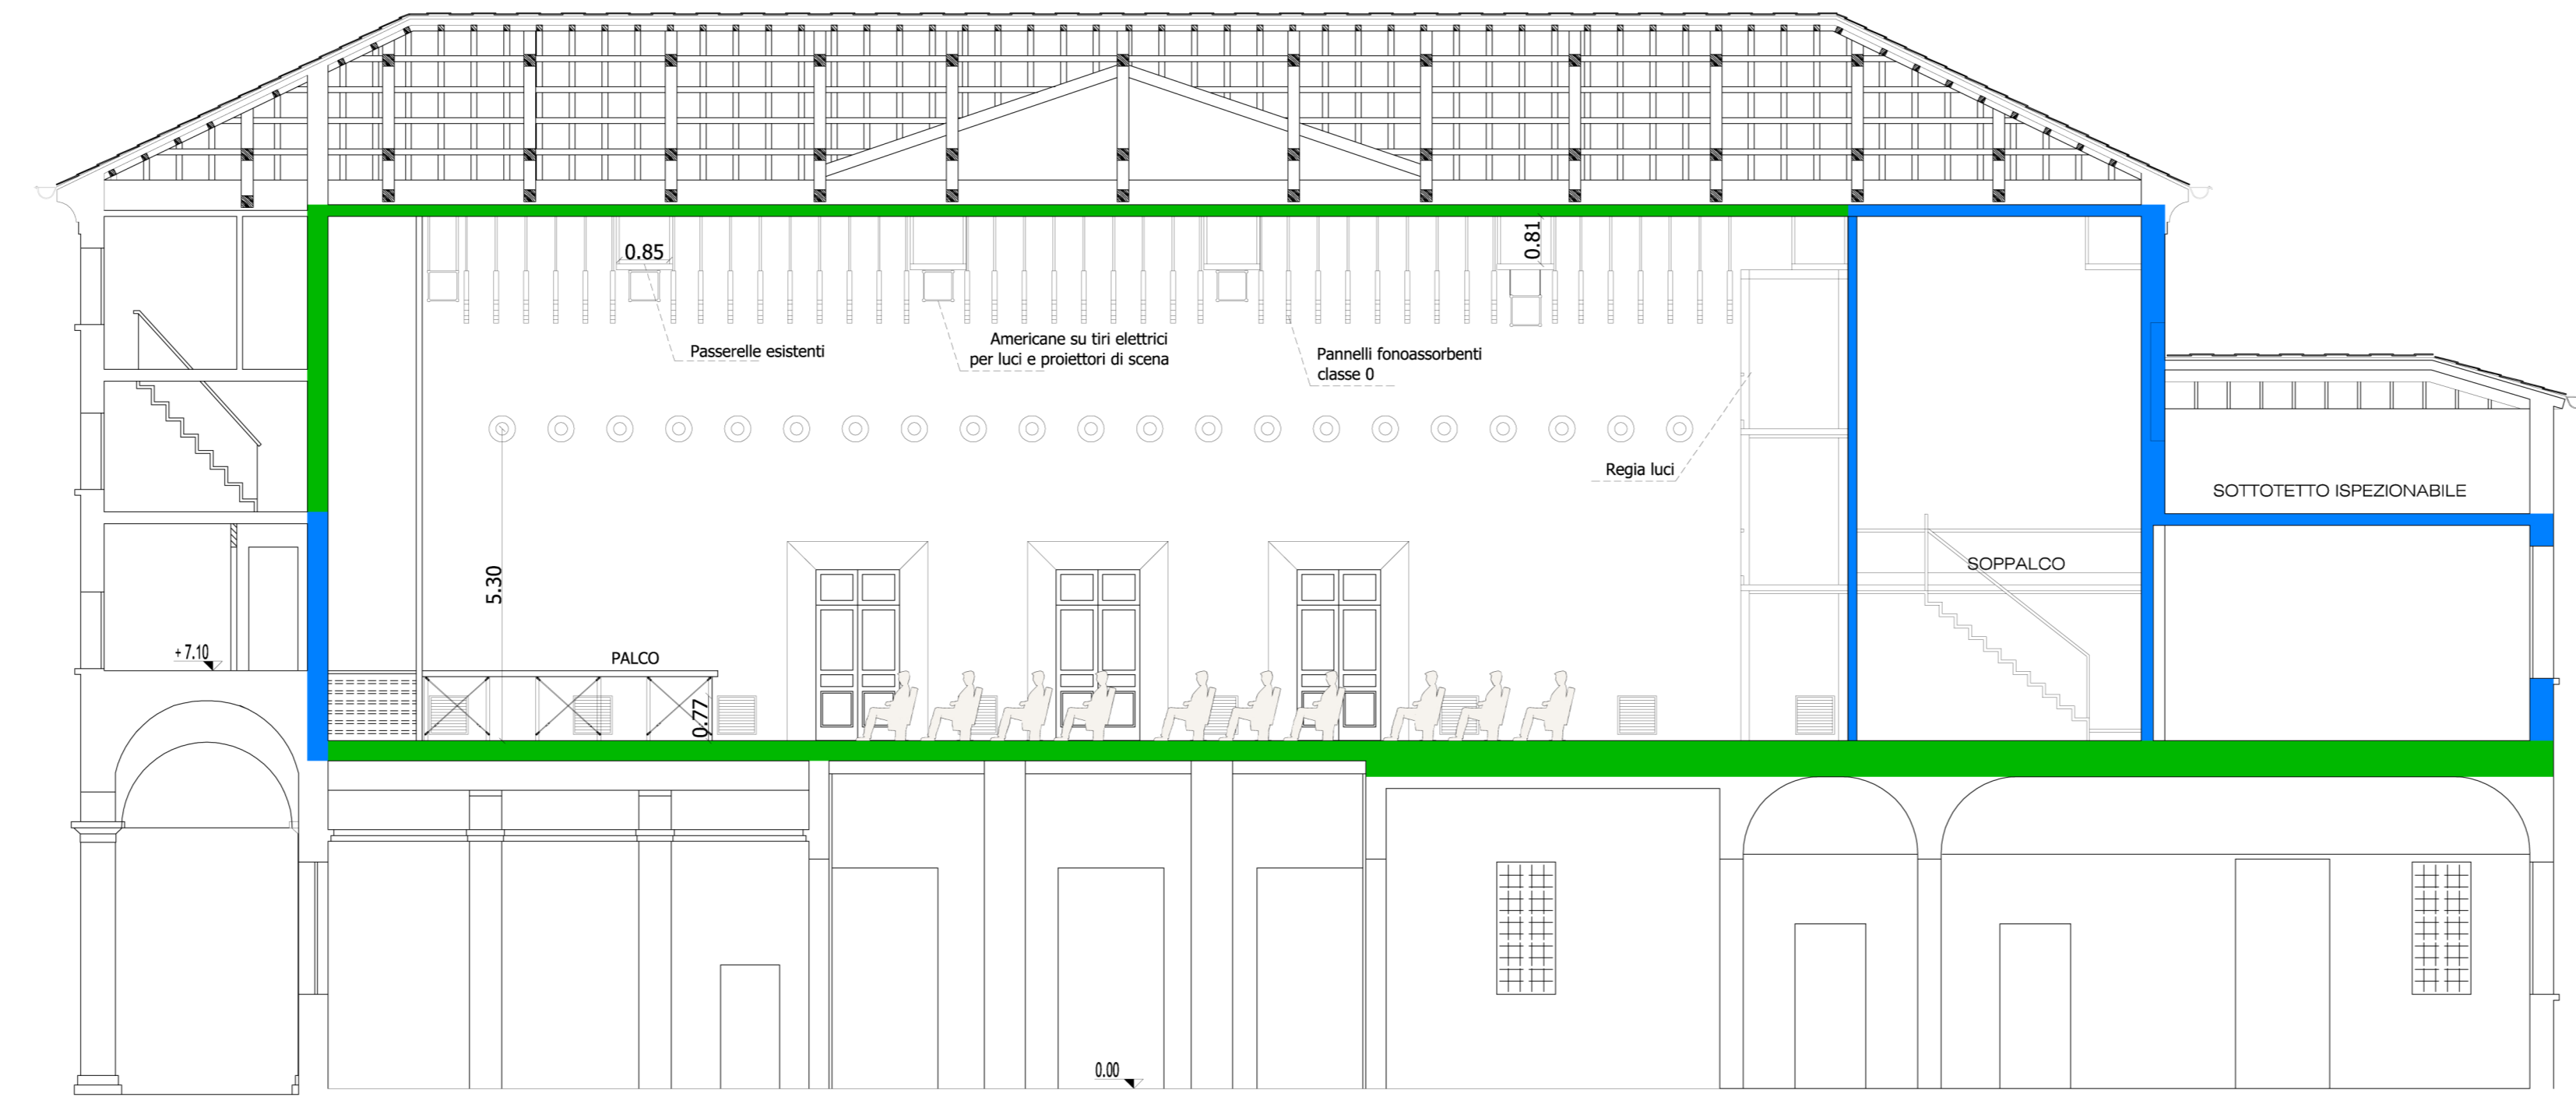 0.85
0.81
Passerelle esistenti
Americane su tiri elettrici
per luci e proiettori di scena
Pannelli fonoassorbenti
classe 0
Regia luci
SOTTOTETTO ISPEZIONABILE
SOPPALCO
5.30
+ 7.10
PALCO
0.77
0.00